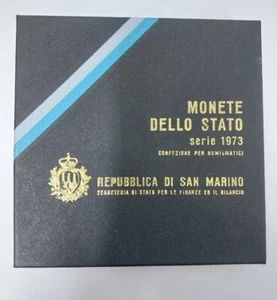 MONETE
DELLO STATO
serie 1973
CONFEZIONE PER NUMISMATICI
REPUBBLICA DI SAN MARINO
SEGRETERIA DI STATO PER LE FINANZE ED IL BILANCIO